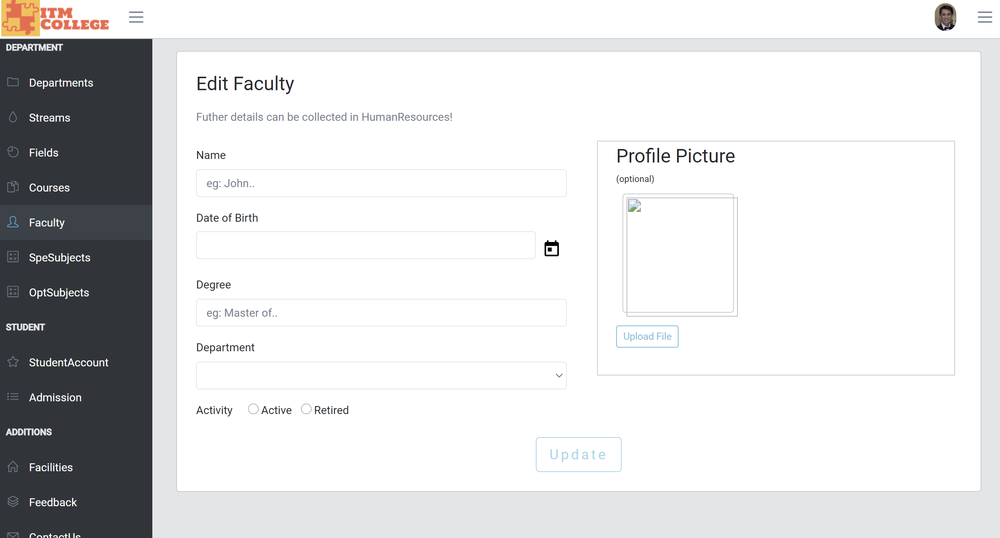 ITM
COLLEGE
DEPARTMENT
Departments
Streams
Fields
Courses
Faculty
SpeSubjects
OptSubjects
STUDENT
StudentAccount
Admission
ADDITIONS
Facilities
Feedback
ContactUs
Edit Faculty
Futher details can be collected in HumanResources!
Name
eg: John..
Date of Birth
Degree
eg: Master of..
Department
Activity Active Retired
Profile Picture
(optional)
Upload File
Update